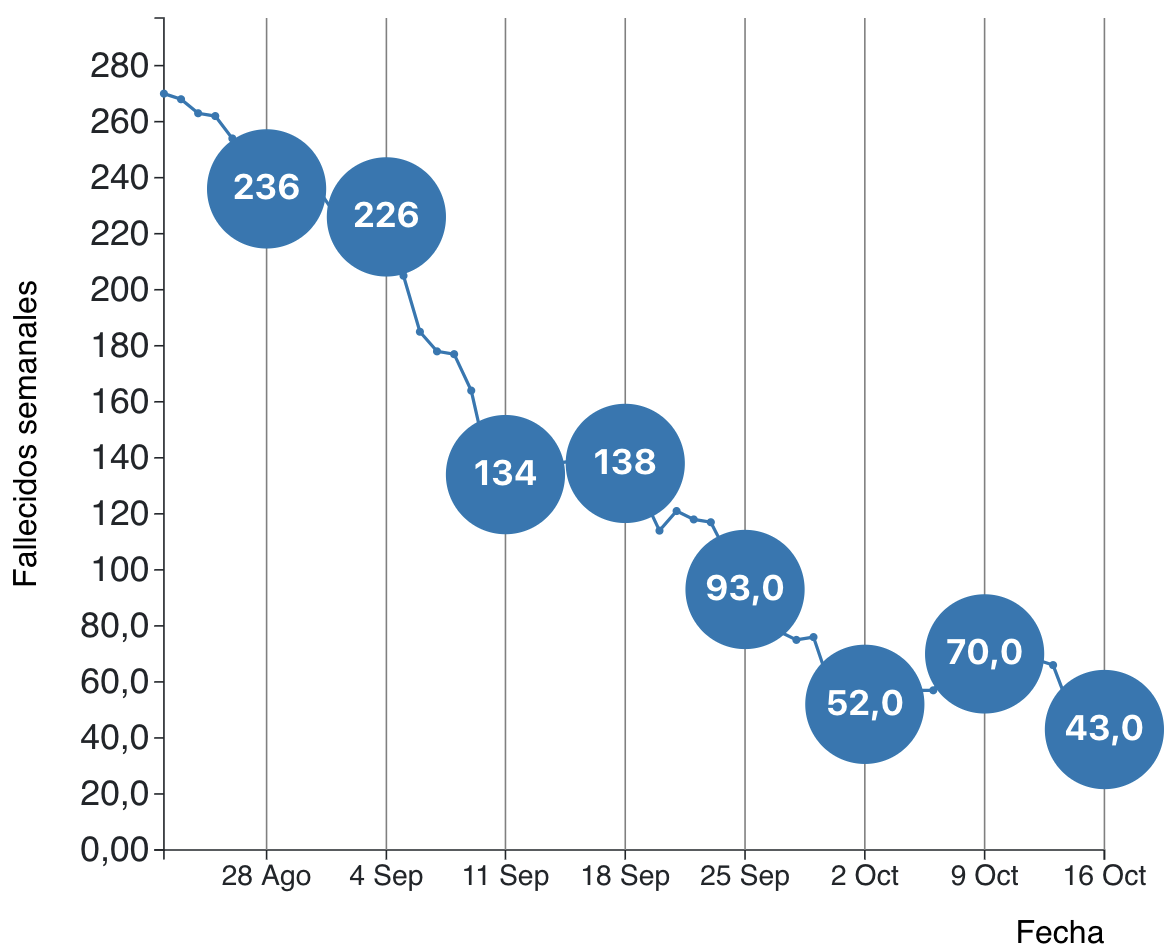 Fallecidos semanales
280
260
240
220
200
180
160
140
120
100
80,0
60,0
40,0
20,0
0,00
236
226
134
138
93,0
52,0
70,0
43,0
28 Ago
4 Sep
11 Sep
18 Sep
25 Sep
2 Oct
9 Oct
16 Oct
Fecha